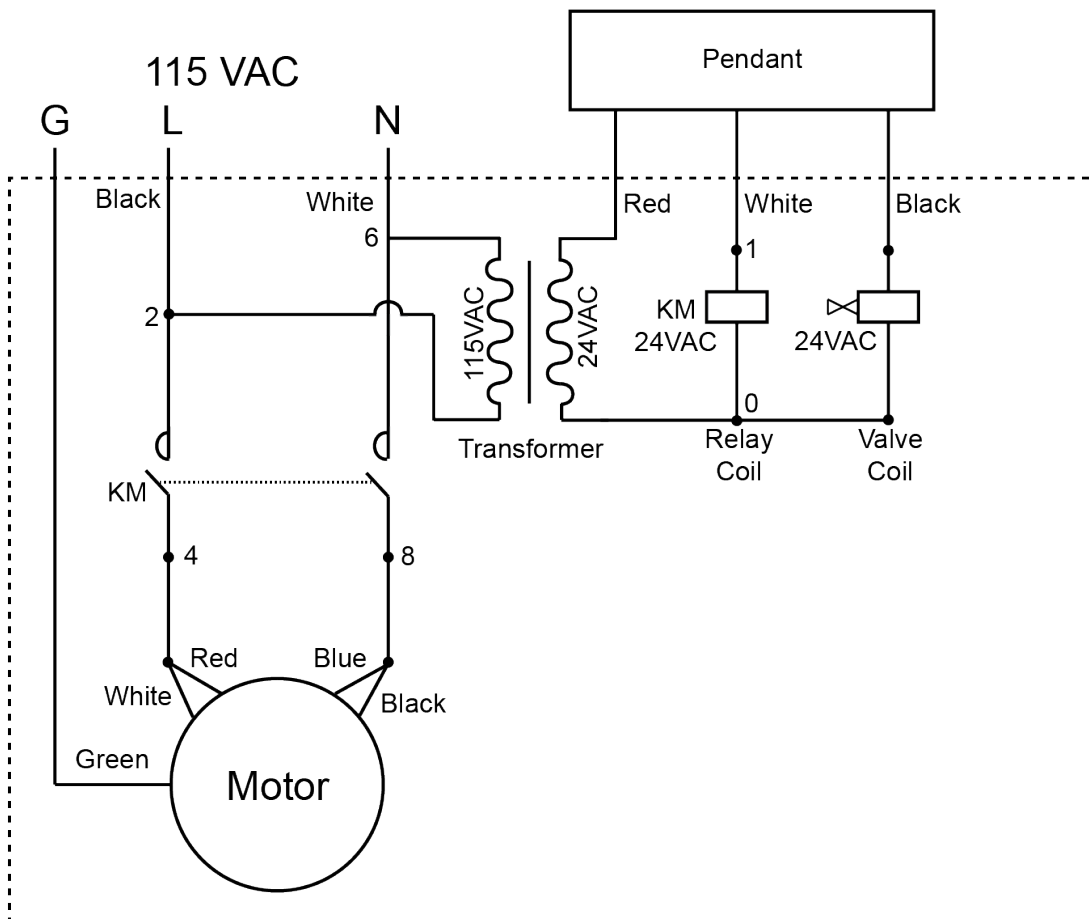 115 VAC
Pendant
G
L
N
Black
White
Red
White
Black
6
1
2
115VAC
24VAC
KM
24VAC
24VAC
0
Transformer
Relay
Coil
Valve
Coil
KM
4
8
Red
Blue
White
Black
Green
Motor